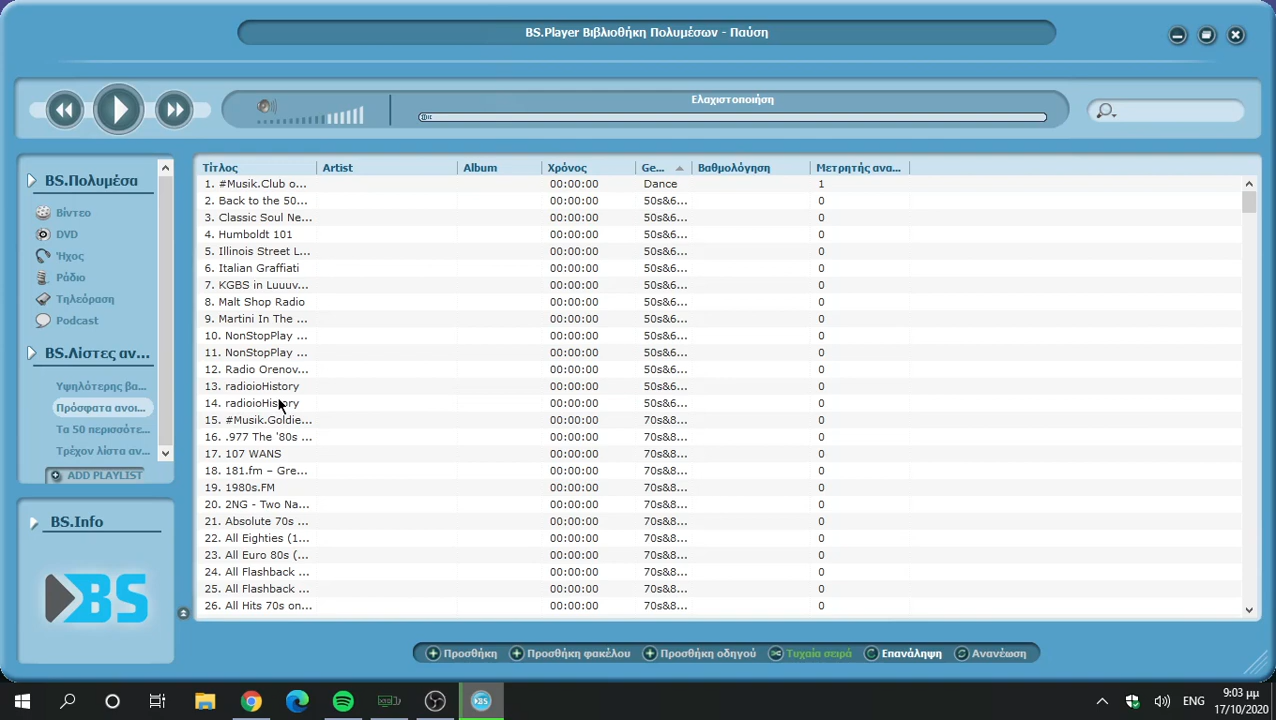 BS.Player Βιβλιοθήκη Πολυμέσων - Παύση
Ελαχιστοποίηση
BS.Πολυμέσα
Βίντεο
DVD
Ήχος
Ράδιο
Τηλεόραση
Podcast
BS.Λίστες αν...
Υψηλότερης βα...
Πρόσφατα ανοι...
Τα 50 περισσότε...
Τρέχον λίστα αν...
ADD PLAYLIST
BS.Info
BS
Τίτλος Artist Album Χρόνος Ge... Βαθμολόγηση Μετρητής ανα...
1. #Musik.Club o... 00:00:00 Dance 1
2. Back to the 50... 00:00:00 50s&6... 0
3. Classic Soul Ne... 00:00:00 50s&6... 0
4. Humboldt 101 00:00:00 50s&6... 0
5. Illinois Street L... 00:00:00 50s&6... 0
6. Italian Graffiati 00:00:00 50s&6... 0
7. KGBS in Luuuv... 00:00:00 50s&6... 0
8. Malt Shop Radio 00:00:00 50s&6... 0
9. Martini In The ... 00:00:00 50s&6... 0
10. NonStopPlay ... 00:00:00 50s&6... 0
11. NonStopPlay ... 00:00:00 50s&6... 0
12. Radio Orenov... 00:00:00 50s&6... 0
13. radioioHistory 00:00:00 50s&6... 0
14. radioioHistory 00:00:00 50s&6... 0
15. #Musik.Goldie... 00:00:00 70s&8... 0
16. .977 The '80s ... 00:00:00 70s&8... 0
17. 107 WANS 00:00:00 70s&8... 0
18. 181.fm – Gre... 00:00:00 70s&8... 0
19. 1980s.FM 00:00:00 70s&8... 0
20. 2NG - Two Na... 00:00:00 70s&8... 0
21. Absolute 70s ... 00:00:00 70s&8... 0
22. All Eighties (1... 00:00:00 70s&8... 0
23. All Euro 80s (... 00:00:00 70s&8... 0
24. All Flashback ... 00:00:00 70s&8... 0
25. All Flashback ... 00:00:00 70s&8... 0
26. All Hits 70s on... 00:00:00 70s&8... 0
Προσθήκη Προσθήκη φακέλου Προσθήκη οδηγού Τυχαία σειρά Επανάληψη Ανανέωση
ENG
9:03 μμ
17/10/2020